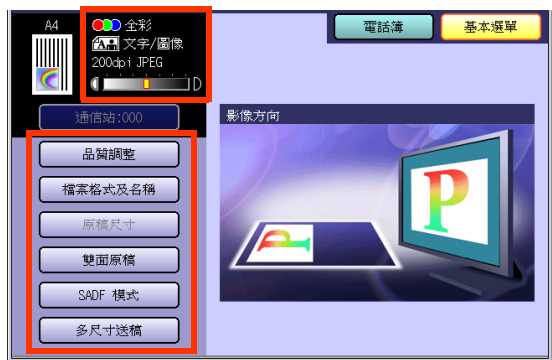 A4
全彩
文字/圖像
200dpi JPEG
D
電話簿
基本選單
通信站:000
品質調整
檔案格式及名稱
原稿尺寸
雙面原稿
SADF 模式
多尺寸送稿
影像方向
P
P